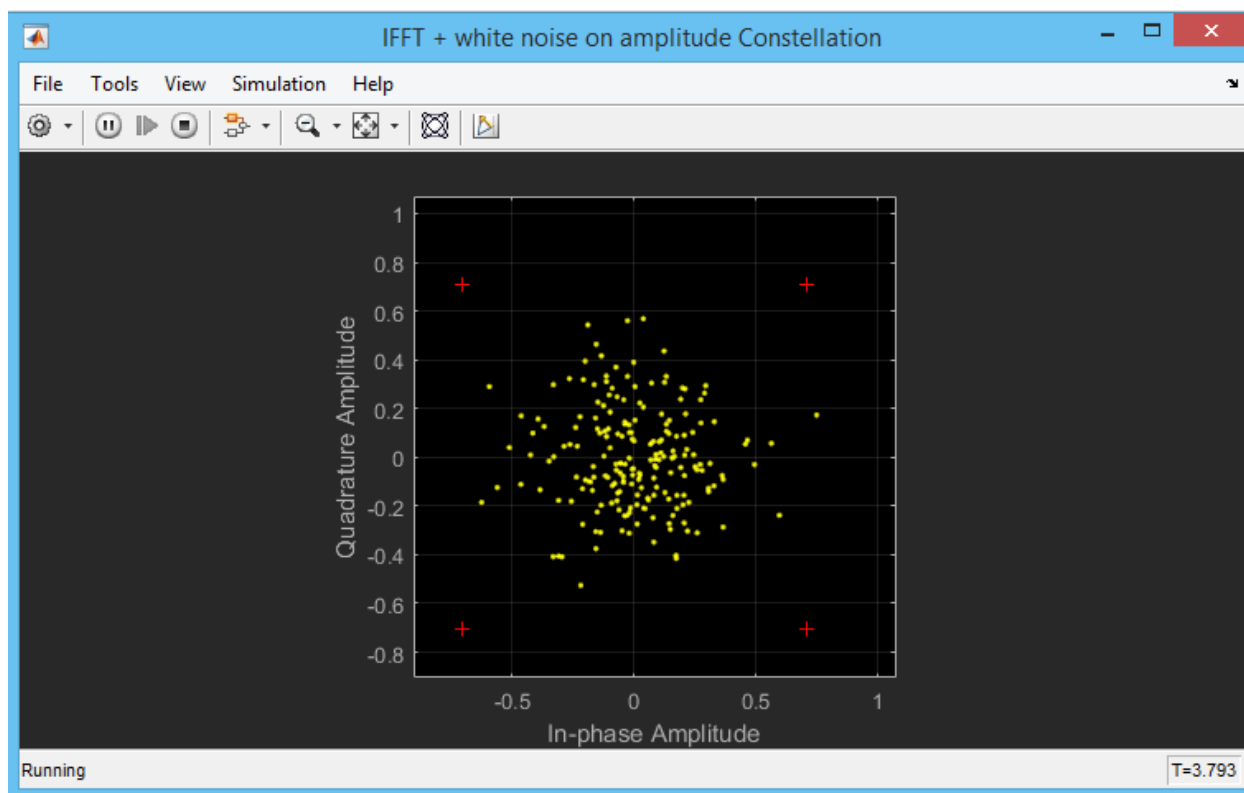 IFFT + white noise on amplitude Constellation
File Tools View Simulation Help
1
0.8
0.6
0.4
0.2
0
-0.2
-0.4
-0.6
-0.8
Quadrature Amplitude
-0.5 0 0.5 1
In-phase Amplitude
Running T=3.793